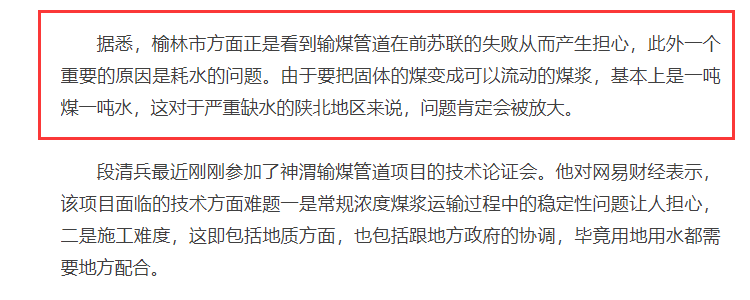 据悉，榆林市方面正是看到输煤管道在前苏联的失败从而产生担心，此外一个
重要的原因是耗水的问题。由于要把固体的煤变成可以流动的煤浆，基本上是一吨
煤一吨水，这对于严重缺水的陕北地区来说，问题肯定会被放大。
段清兵最近刚刚参加了神渭输煤管道项目的技术论证会。他对网易财经表示，
该项目面临的技术方面难题一是常规浓度煤浆运输过程中的稳定性问题让人担心，
二是施工难度，这即包括地质方面，也包括跟地方政府的协调，毕竟用地用水都需
要地方配合。